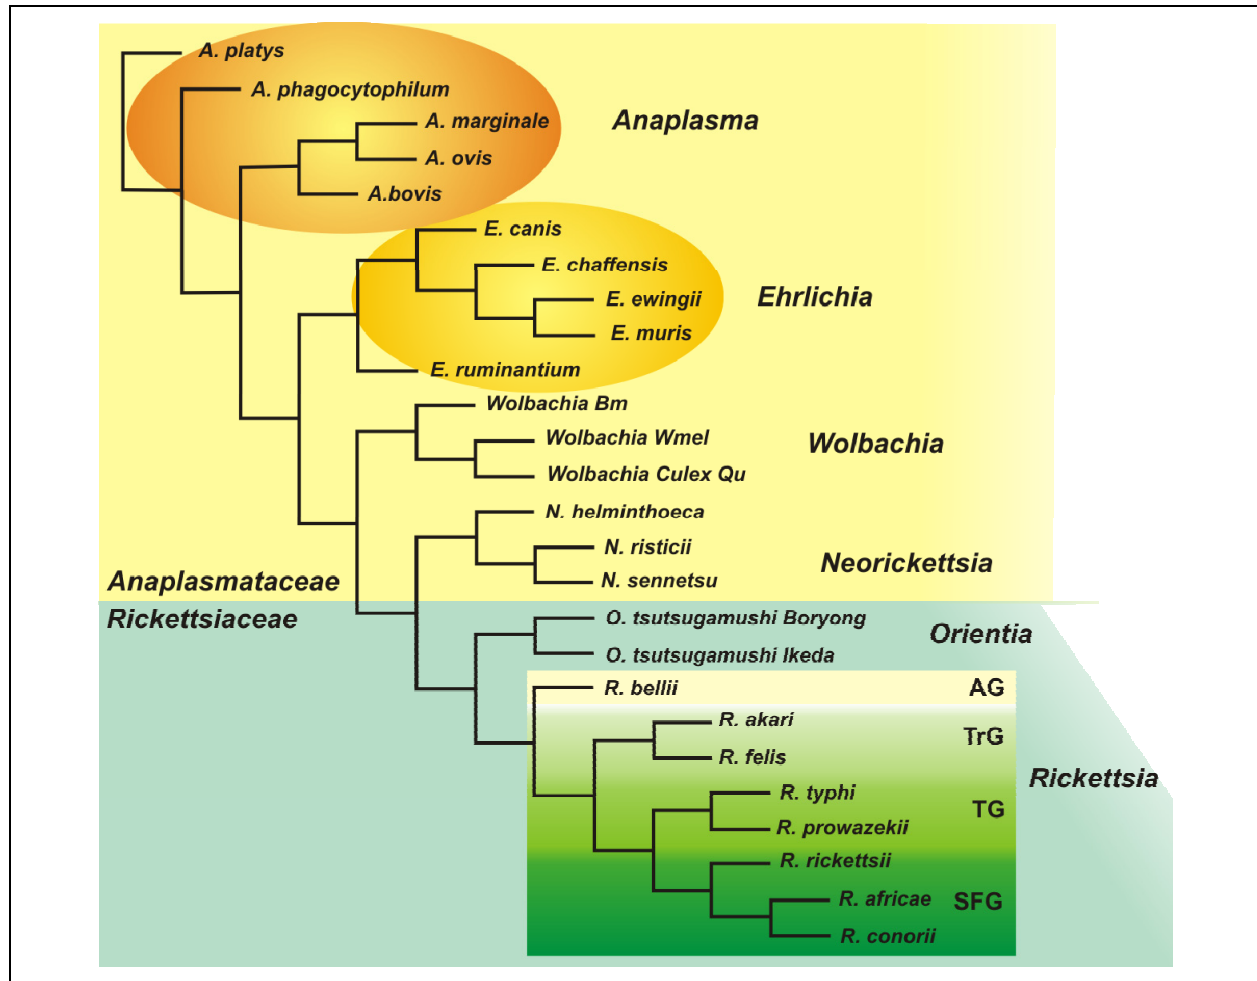 A. platys
A. phagocytophilum
A. marginale
Anaplasma
A. ovis
A.bovis
E. canis
E. chaffensis
E. ewingii
Ehrlichia
E. muris
E. ruminantium
Wolbachia Bm
Wolbachia Wmel
Wolbachia
Wolbachia Culex Qu
N. helminthoeca
N. risticii
Neorickettsia
N. sennetsu
Anaplasmataceae
Rickettsiaceae
O. tsutsugamushi Boryong
Orientia
O. tsutsugamushi Ikeda
R. bellii
AG
R. akari
TrG
R. felis
Rickettsia
R. typhi
TG
R. prowazekii
R. rickettsii
R. africae
SFG
R. conorii